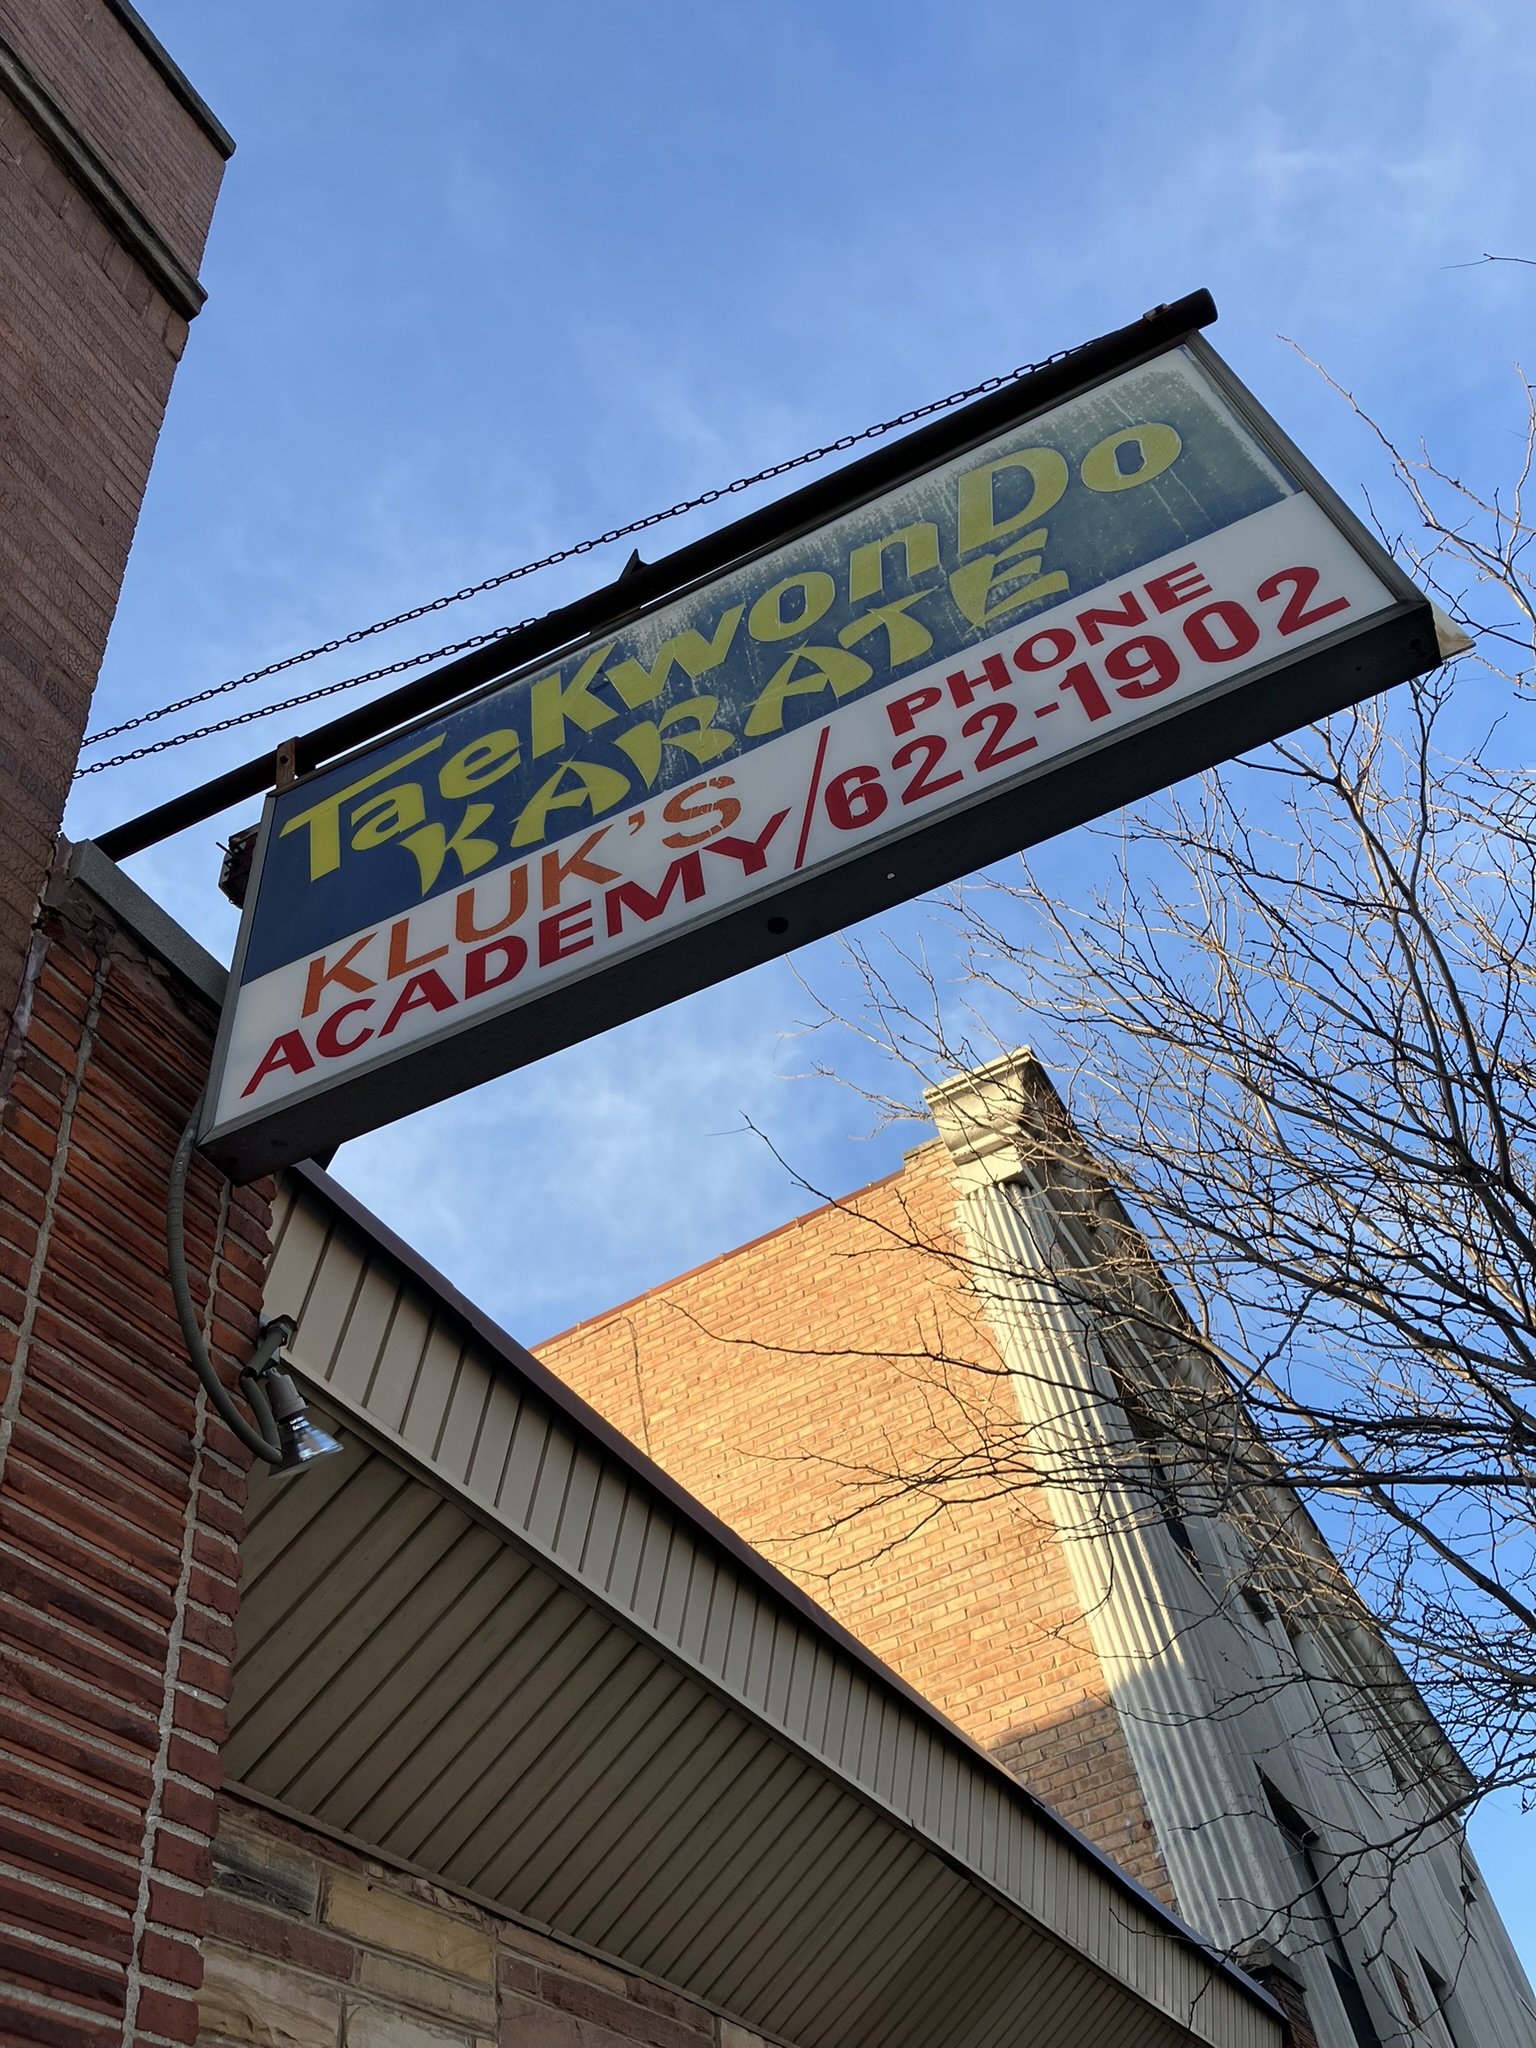 TaeKwonDo
KARATE
KLUK'S
ACADEMY/
PHONE
622-1902